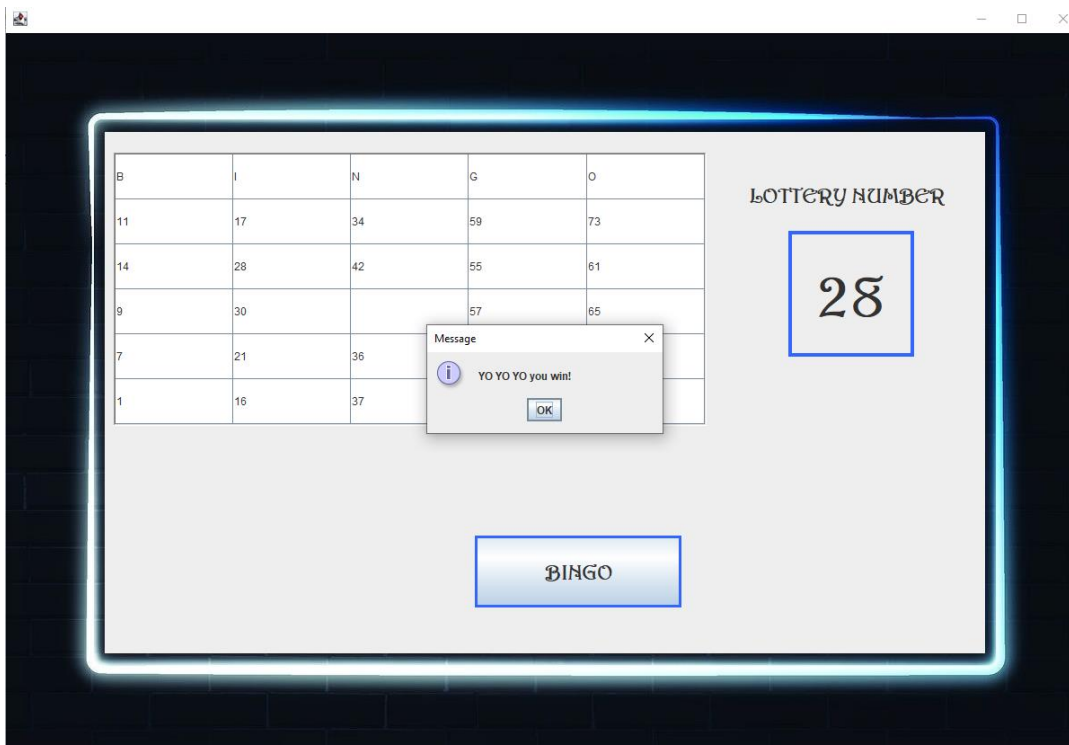 B I N G O
LOTTERY NUMBER
11 17 34 59 73
14 28 42 55 61
28
9 30 57 65
Message
7 21 36
YO YO YO you win!
1 16 37
OK
BINGO